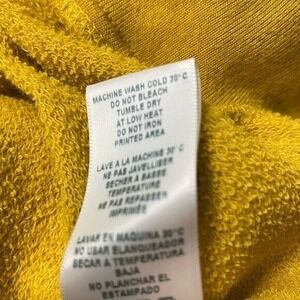 MACHINE WASH COLD 30°C
DO NOT BLEACH
TUMBLE DRY
AT LOW HEAT
DO NOT IRON
PRINTED AREA
LAVE A LA MACHINE 30°C
NE PAS JAVELLISER
SECHER A BASSE
TEMPERATURE
NE PAS REPASSER
IMPRIMÉE
LAVAR EN MAQUINA 30°C
NO USAR BLANQUEADOR
SECAR A TEMPERATURA
BAJA
NO PLANCHAR EL
ESTAMPADO